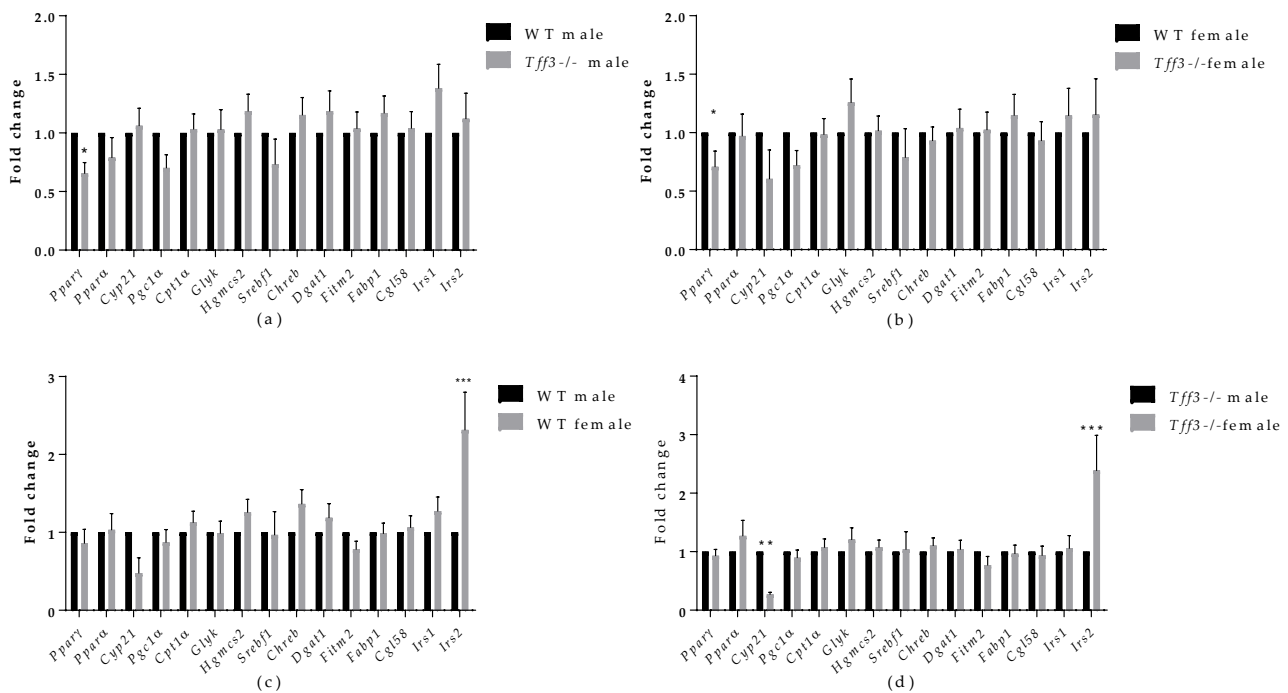 2.0
1.5
1.0
0.5
0.0
Fold change
*
WT male
Tff3-/- male
Pparγ
Pparα
Cyp21
Pgc1α
Cpt1α
Glyk
Hgmcs2
Srebf1
Chreb
Dgat1
Fitm2
Fabp1
Cgl58
Irs1
Irs2
(a)
2.0
1.5
1.0
0.5
0.0
Fold change
*
WT female
Tff3-/-female
Pparγ
Pparα
Cyp21
Pgc1α
Cpt1α
Glyk
Hgmcs2
Srebf1
Chreb
Dgat1
Fitm2
Fabp1
Cgl58
Irs1
Irs2
(b)
3
2
1
0
Fold change
***
WT male
WT female
Pparγ
Pparα
Cyp21
Pgc1α
Cpt1α
Glyk
Hgmcs2
Srebf1
Chreb
Dgat1
Fitm2
Fabp1
Cgl58
Irs1
Irs2
(c)
4
3
2
1
0
Fold change
**
***
Tff3-/- male
Tff3-/-female
Pparγ
Pparα
Cyp21
Pgc1α
Cpt1α
Glyk
Hgmcs2
Srebf1
Chreb
Dgat1
Fitm2
Fabp1
Cgl58
Irs1
Irs2
(d)